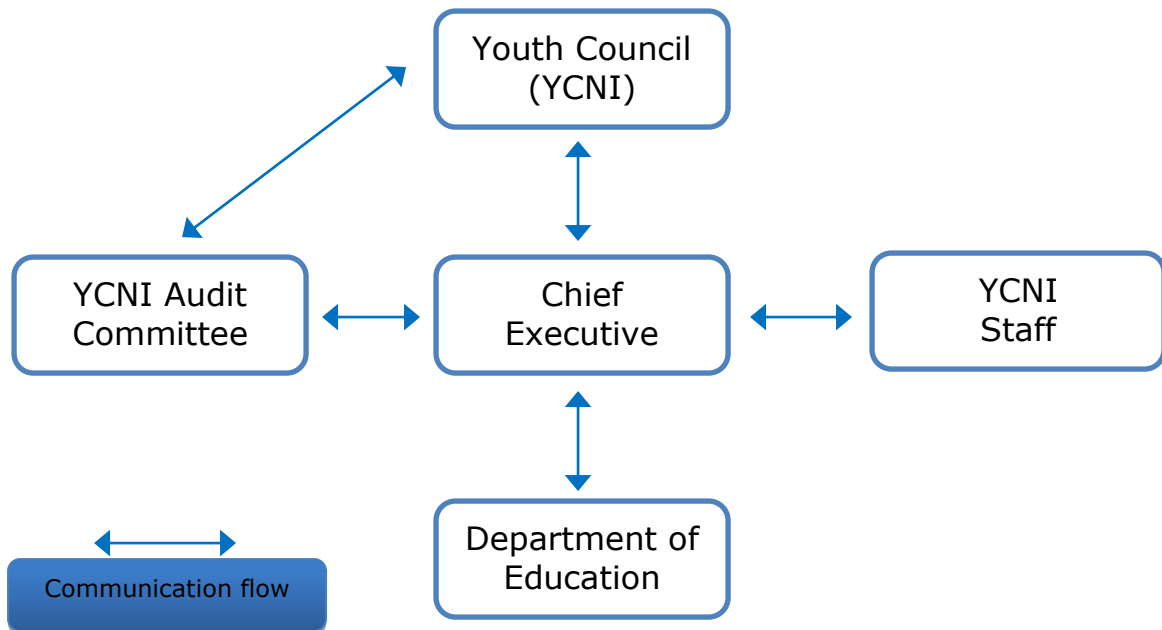 Youth Council
(YCNI)
YCNI Audit
Committee
Chief
Executive
YCNI
Staff
Department of
Education
Communication flow